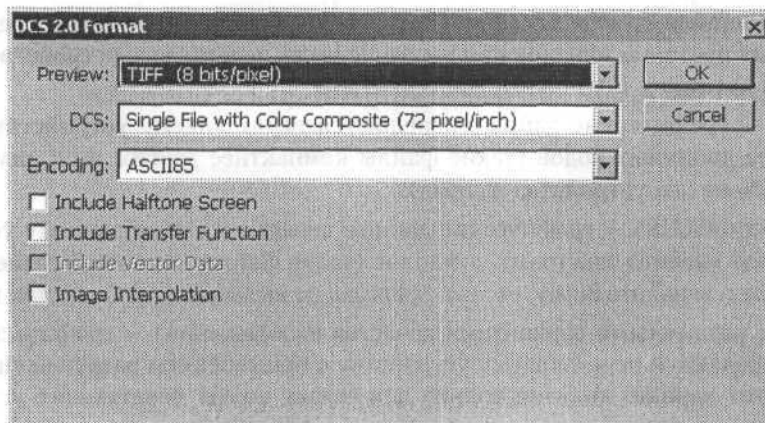 DCS 2.0 Format
Preview: TIFF (8 bits/pixel) OK
DCS: Single File with Color Composite (72 pixel/inch) Cancel
Encoding: ASCII85
Include Halftone Screen
Include Transfer Function
Include Vector Data
Image Interpolation